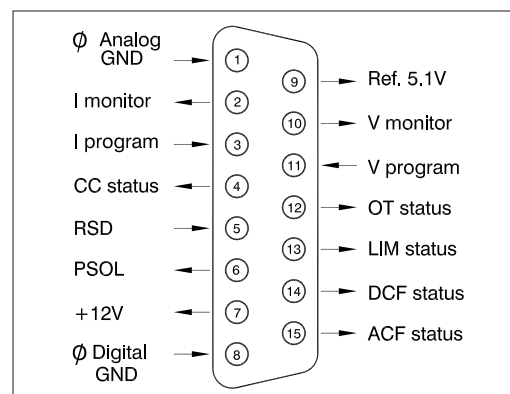 ϕ Analog
GND
1
I monitor
2
I program
3
CC status
4
RSD
5
PSOL
6
+12V
7
ϕ Digital
GND
8
9
Ref. 5.1V
10
V monitor
11
V program
12
OT status
13
LIM status
14
DCF status
15
ACF status